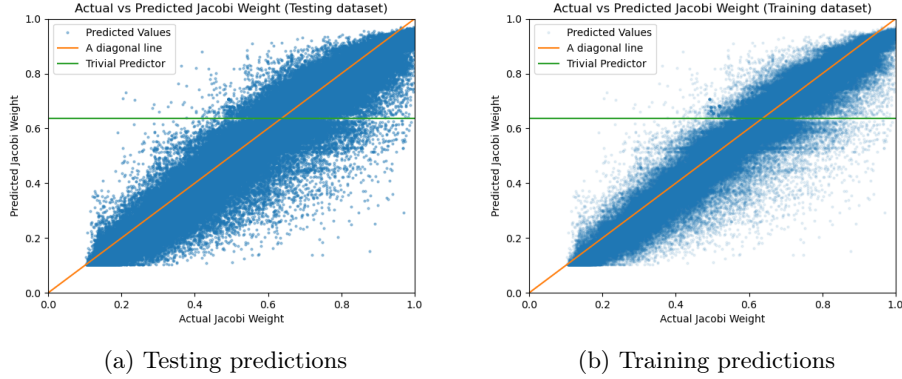 Actual vs Predicted Jacobi Weight (Testing dataset)
1.0
0.8
0.6
0.4
0.2
0.0
Predicted Jacobi Weight
Predicted Values
A diagonal line
Trivial Predictor
0.0 0.2 0.4 0.6 0.8 1.0
Actual Jacobi Weight
(a) Testing predictions
Actual vs Predicted Jacobi Weight (Training dataset)
1.0
0.8
0.6
0.4
0.2
0.0
Predicted Jacobi Weight
Predicted Values
A diagonal line
Trivial Predictor
0.0 0.2 0.4 0.6 0.8 1.0
Actual Jacobi Weight
(b) Training predictions